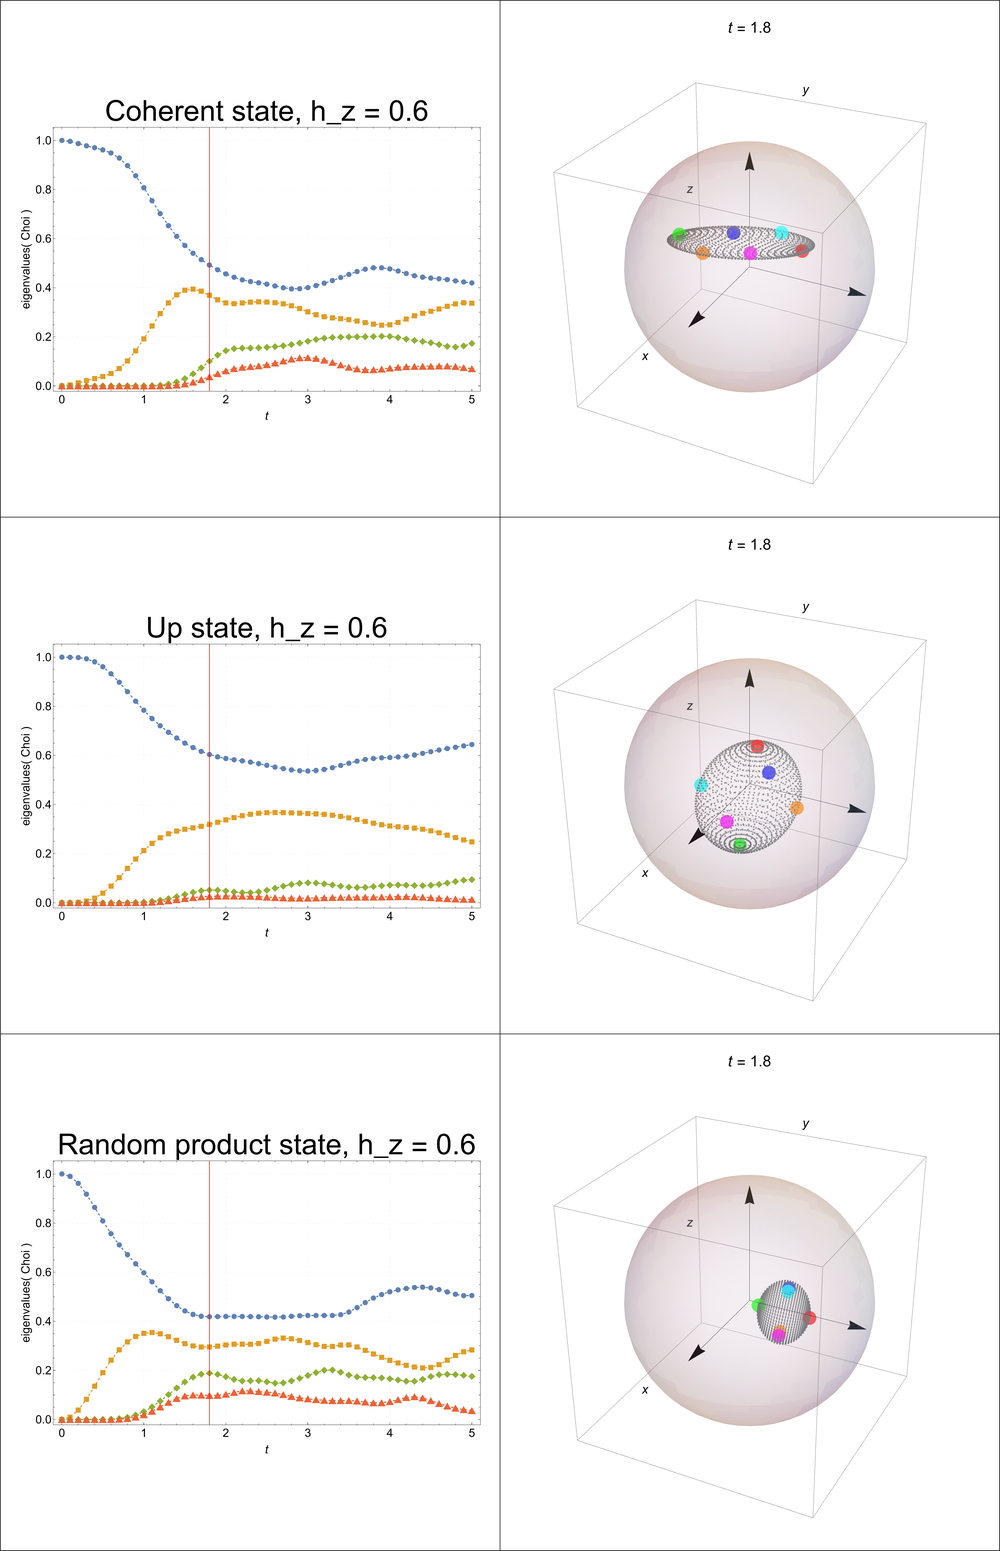 Coherent state, h_z = 0.6
eigenvalues( Choi )
1.0
0.8
0.6
0.4
0.2
0.0
0 1 2 3 4 5
t
t = 1.8
y
z
x
Up state, h_z = 0.6
eigenvalues( Choi )
1.0
0.8
0.6
0.4
0.2
0.0
0 1 2 3 4 5
t
t = 1.8
y
z
x
Random product state, h_z = 0.6
eigenvalues( Choi )
1.0
0.8
0.6
0.4
0.2
0.0
0 1 2 3 4 5
t
t = 1.8
y
z
x